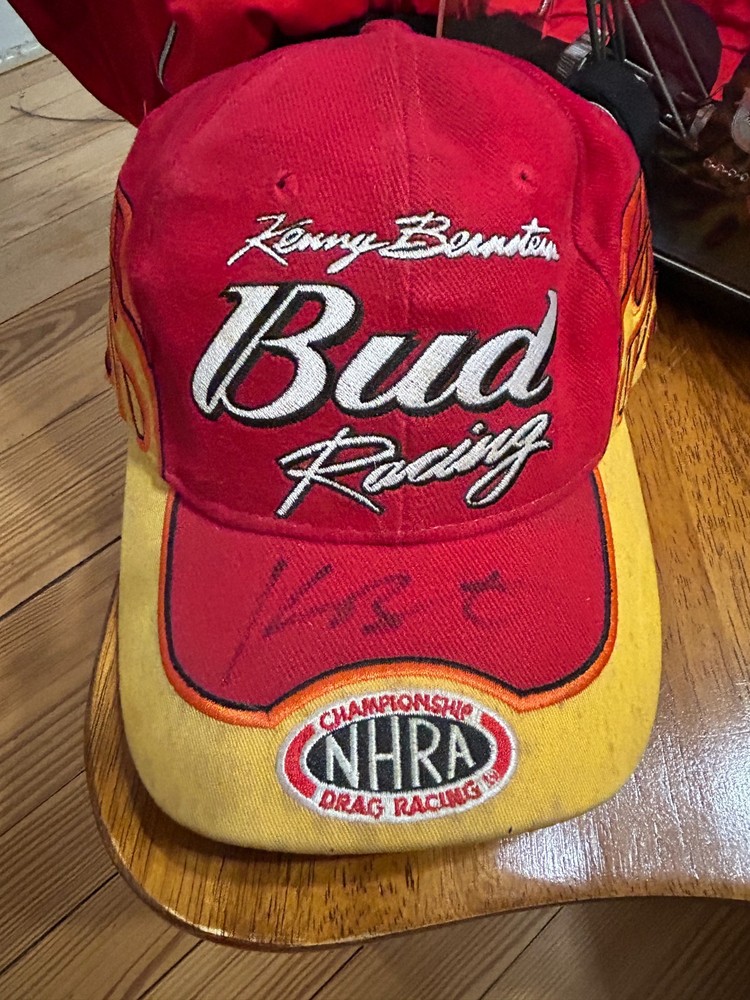 Kenny Bernstein
Bud
Racing
CHAMPIONSHIP
NHRA
DRAG RACING